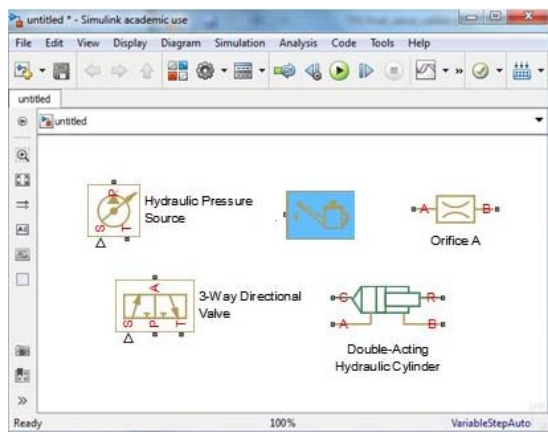 untitled * - Simulink academic use
File Edit View Display Diagram Simulation Analysis Code Tools Help
untitled
untitled
P
S T
Hydraulic Pressure
Source
A B
Orifice A
A
S P T
3-Way Directional
Valve
C R
A B
Double-Acting
Hydraulic Cylinder
Ready 100% VariableStepAuto